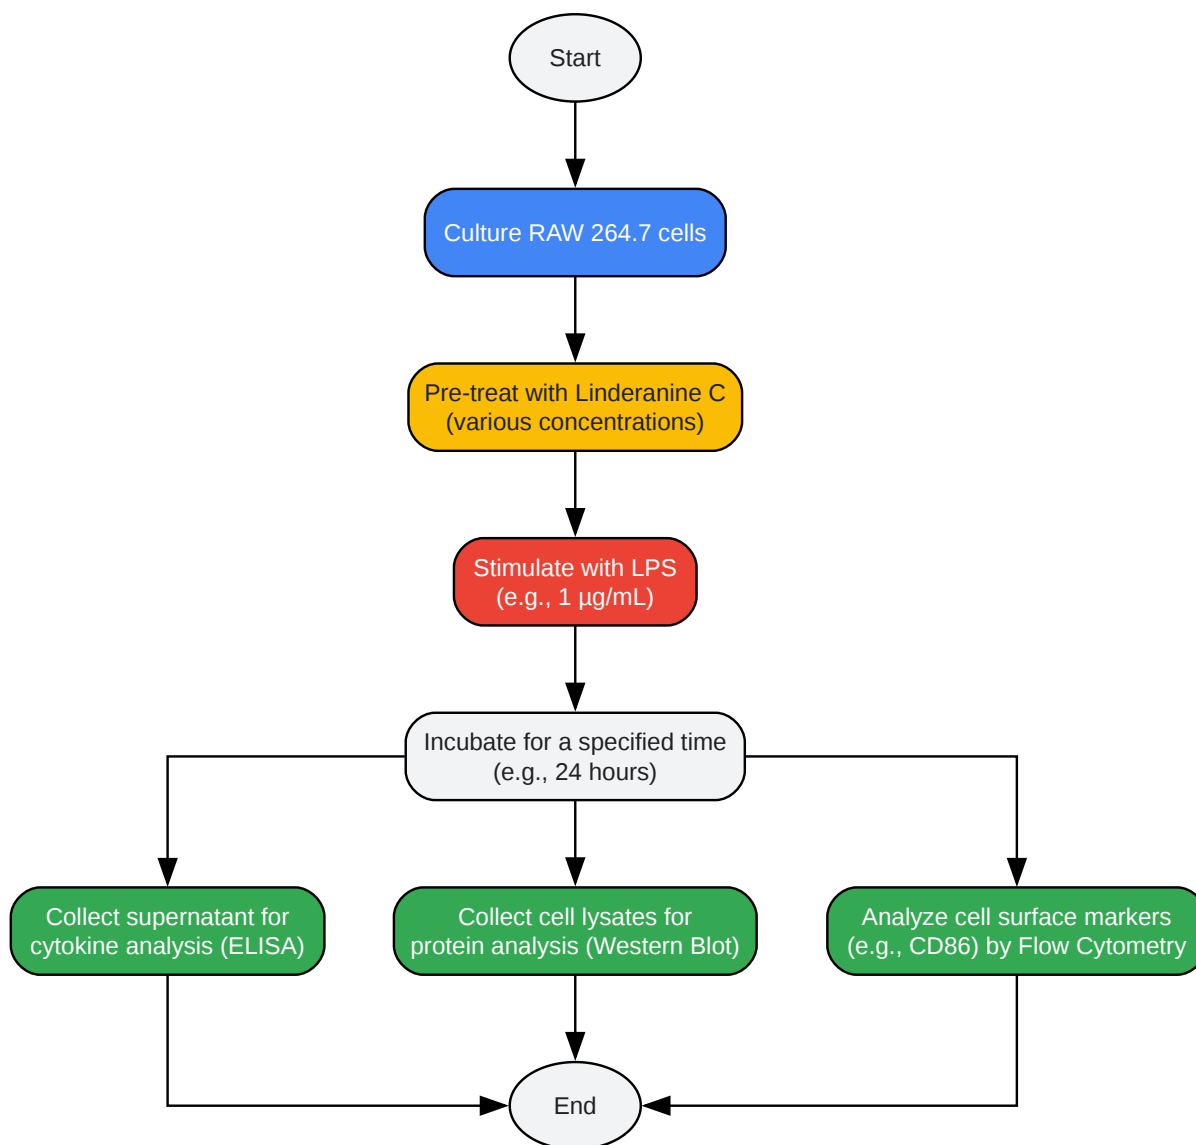 Start
Culture RAW 264.7 cells
Pre-treat with Linderanine C
(various concentrations)
Stimulate with LPS
(e.g., 1 µg/mL)
Incubate for a specified time
(e.g., 24 hours)
Collect supernatant for
cytokine analysis (ELISA)
Collect cell lysates for
protein analysis (Western Blot)
Analyze cell surface markers
(e.g., CD86) by Flow Cytometry
End